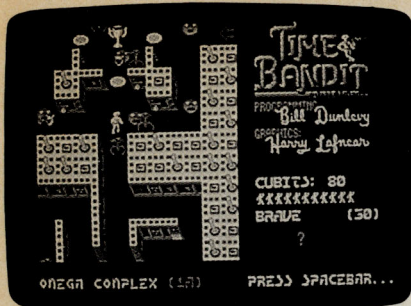 TIME
BANDIT
PROGRAMMING
Bill Dunlevy
GRAPHICS:
Harry Lafnear
CUBITS: 80
BRAVE (30)
?
OMEGA COMPLEX (1A)
PRESS SPACEBAR...